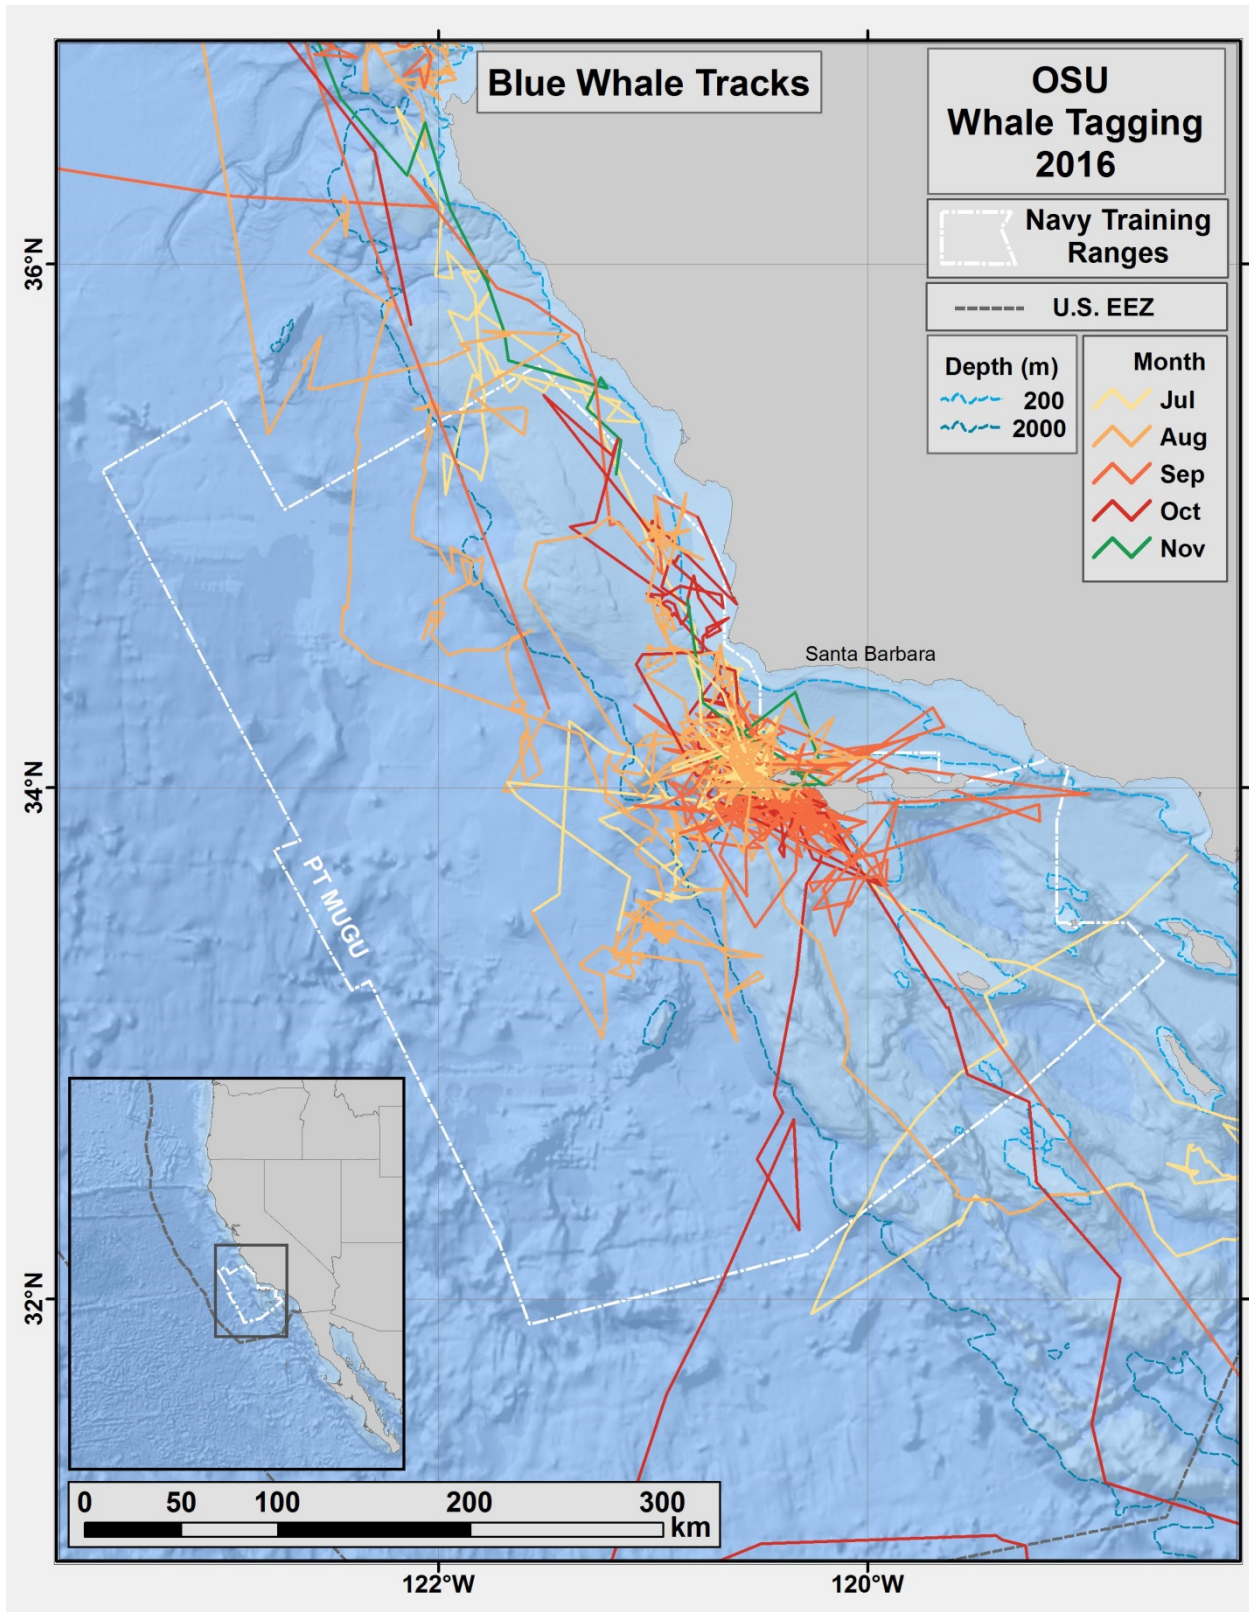 Blue Whale Tracks
OSU
Whale Tagging
2016
Navy Training
Ranges
U.S. EEZ
Depth (m)
200
2000
Month
Jul
Aug
Sep
Oct
Nov
36°N
34°N
32°N
Santa Barbara
PT MUGU
0 50 100 200 300
km
122°W 120°W